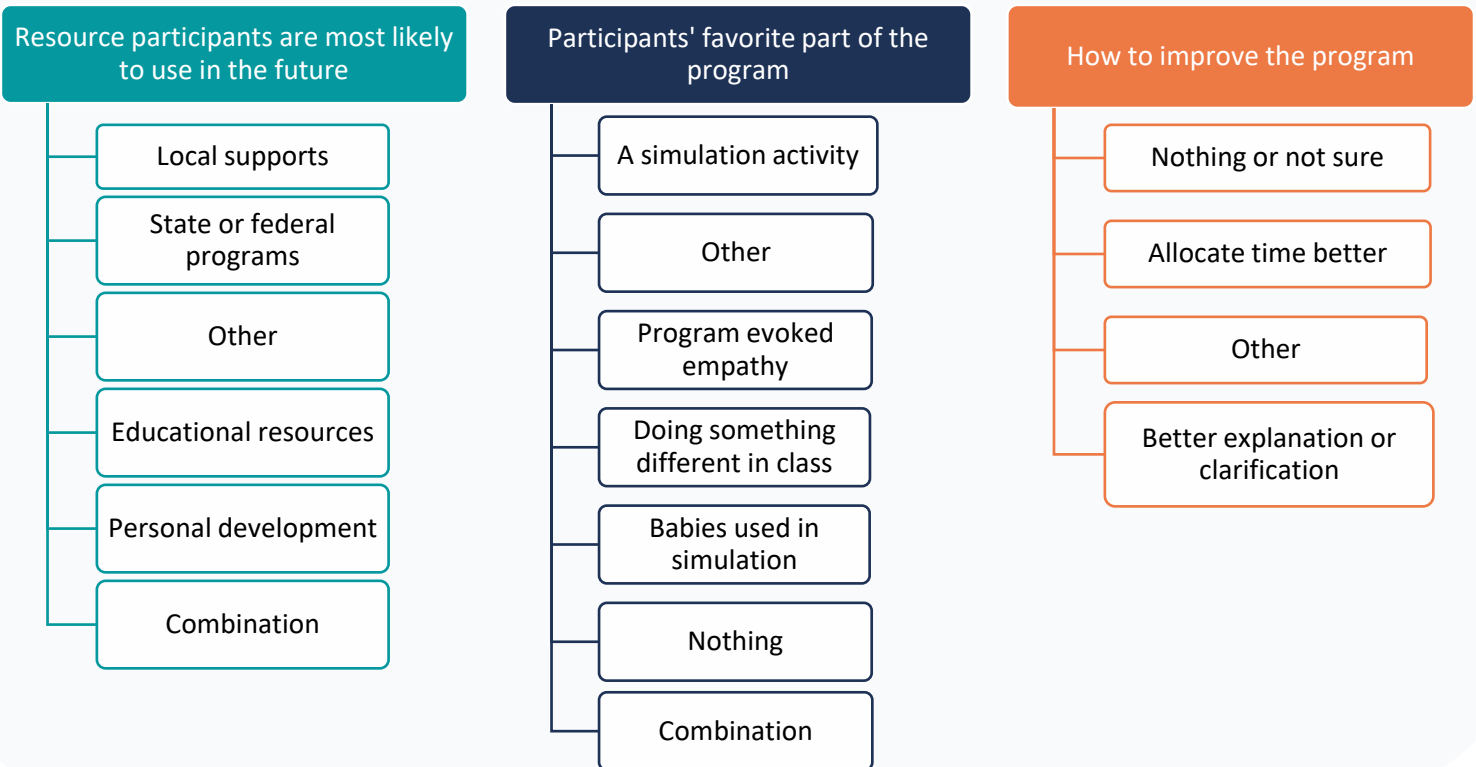 Resource participants are most likely
to use in the future
Local supports
State or federal
programs
Other
Educational resources
Personal development
Combination
Participants' favorite part of the
program
A simulation activity
Other
Program evoked
empathy
Doing something
different in class
Babies used in
simulation
Nothing
Combination
How to improve the program
Nothing or not sure
Allocate time better
Other
Better explanation or
clarification